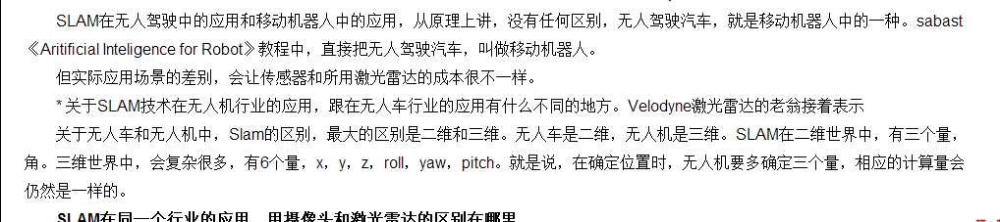 SLAM在无人驾驶中的应用和移动机器人中的应用，从原理上讲，没有任何区别，无人驾驶汽车，就是移动机器人中的一种。sabast
《Aritificial Inteligence for Robot》教程中，直接把无人驾驶汽车，叫做移动机器人。
但实际应用场景的差别，会让传感器和所用激光雷达的成本很不一样。
* 关于SLAM技术在无人机行业的应用，跟在无人车行业的应用有什么不同的地方。Velodyne激光雷达的老翁接着表示
关于无人车和无人机中，Slam的区别，最大的区别是二维和三维。无人车是二维，无人机是三维。SLAM在二维世界中，有三个量，
角。三维世界中，会复杂很多，有6个量，x，y，z，roll，yaw，pitch。就是说，在确定位置时，无人机要多确定三个量，相应的计算量会
仍然是一样的。
SLAM在同一个行业的应用，用摄像头和激光雷达的区别在哪里